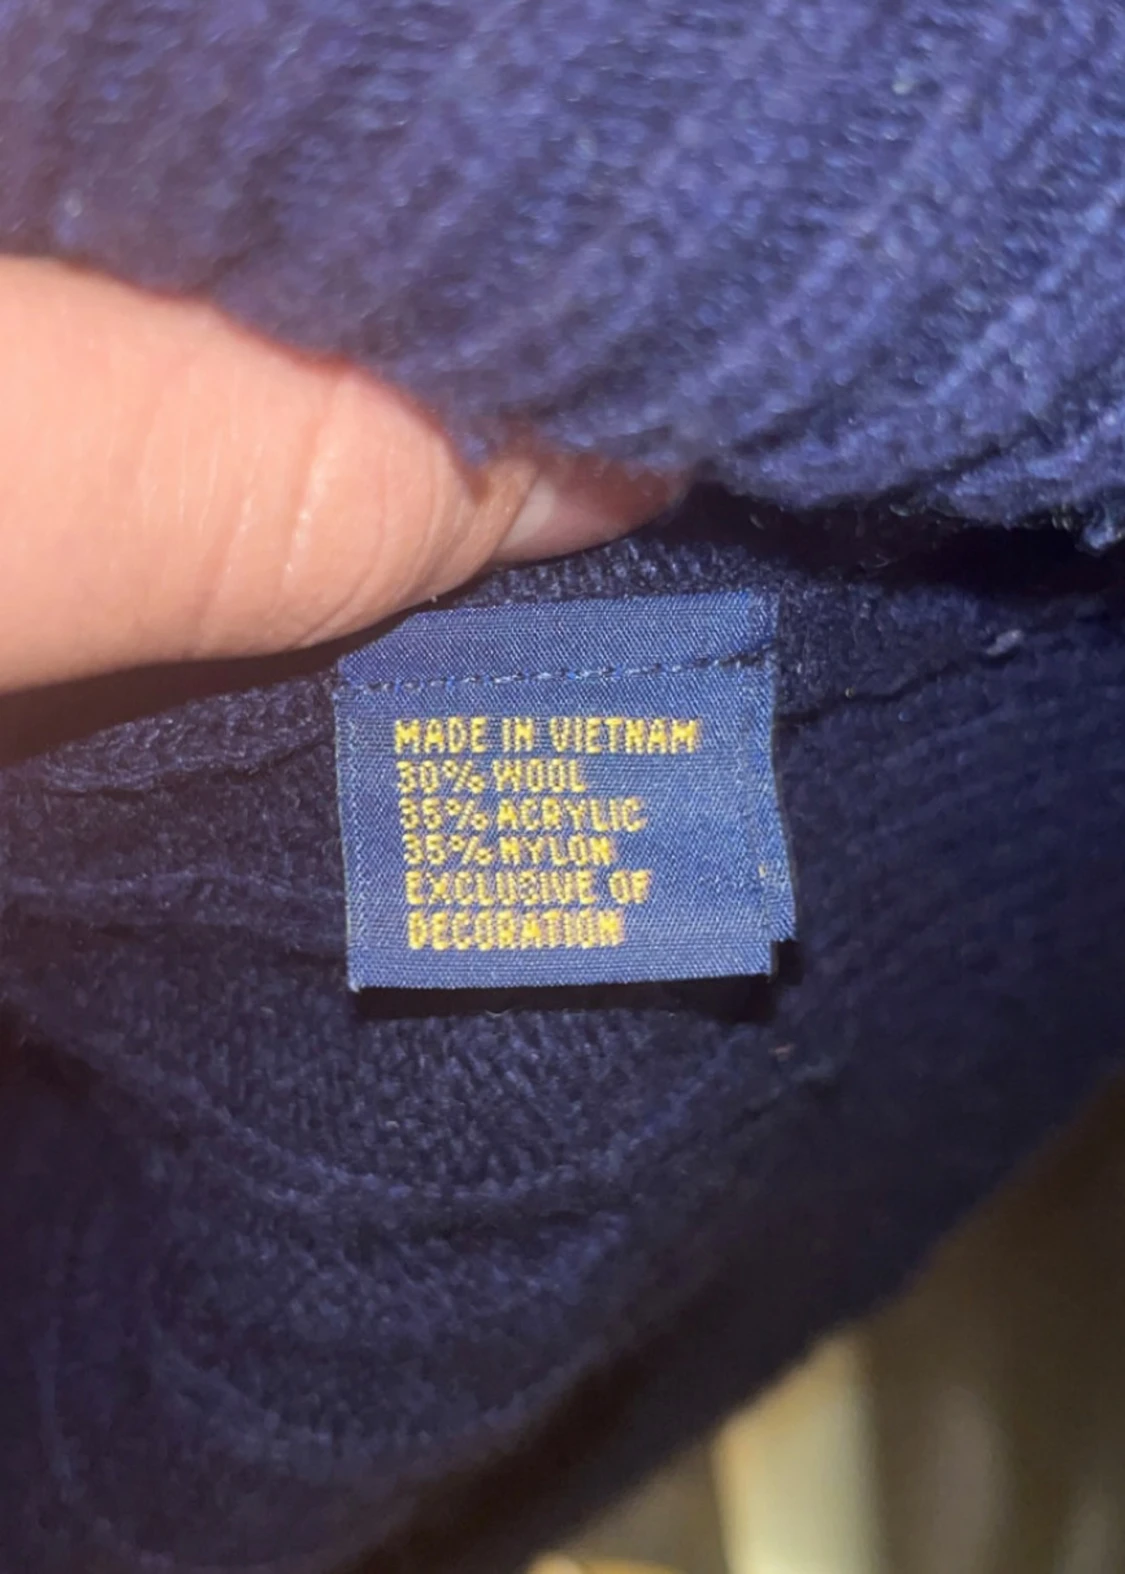 MADE IN VIETNAM
30% WOOL
35% ACRYLIC
35% NYLON
EXCLUSIVE OF
DECORATION